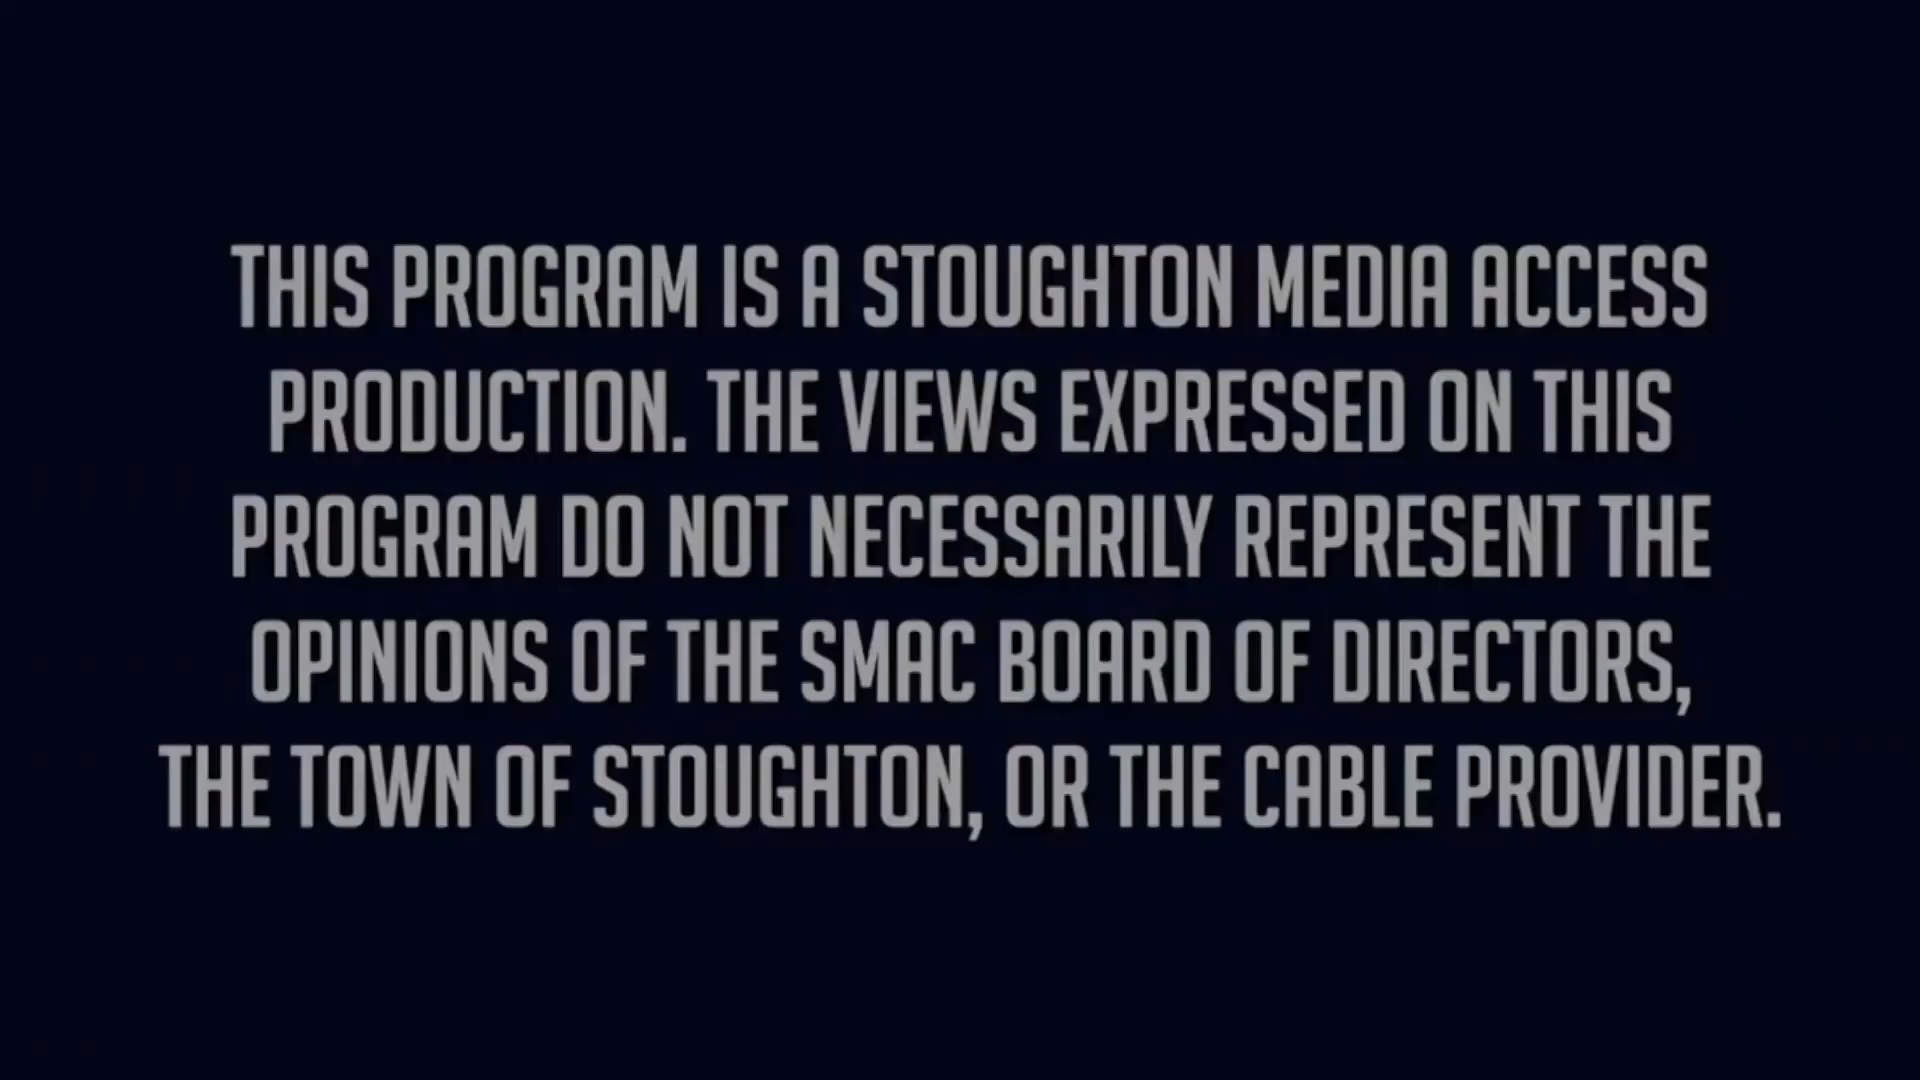 THIS PROGRAM IS A STOUGHTON MEDIA ACCESS
PRODUCTION. THE VIEWS EXPRESSED ON THIS
PROGRAM DO NOT NECESSARILY REPRESENT THE
OPINIONS OF THE SMAC BOARD OF DIRECTORS,
THE TOWN OF STOUGHTON, OR THE CABLE PROVIDER.